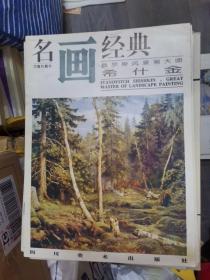 名画经典
俄罗斯风景画大师
希什金
IVANOVITCH SHISHKIN : GREAT
MASTER OF LANDSCAPE PAINTING
四川美术出版社